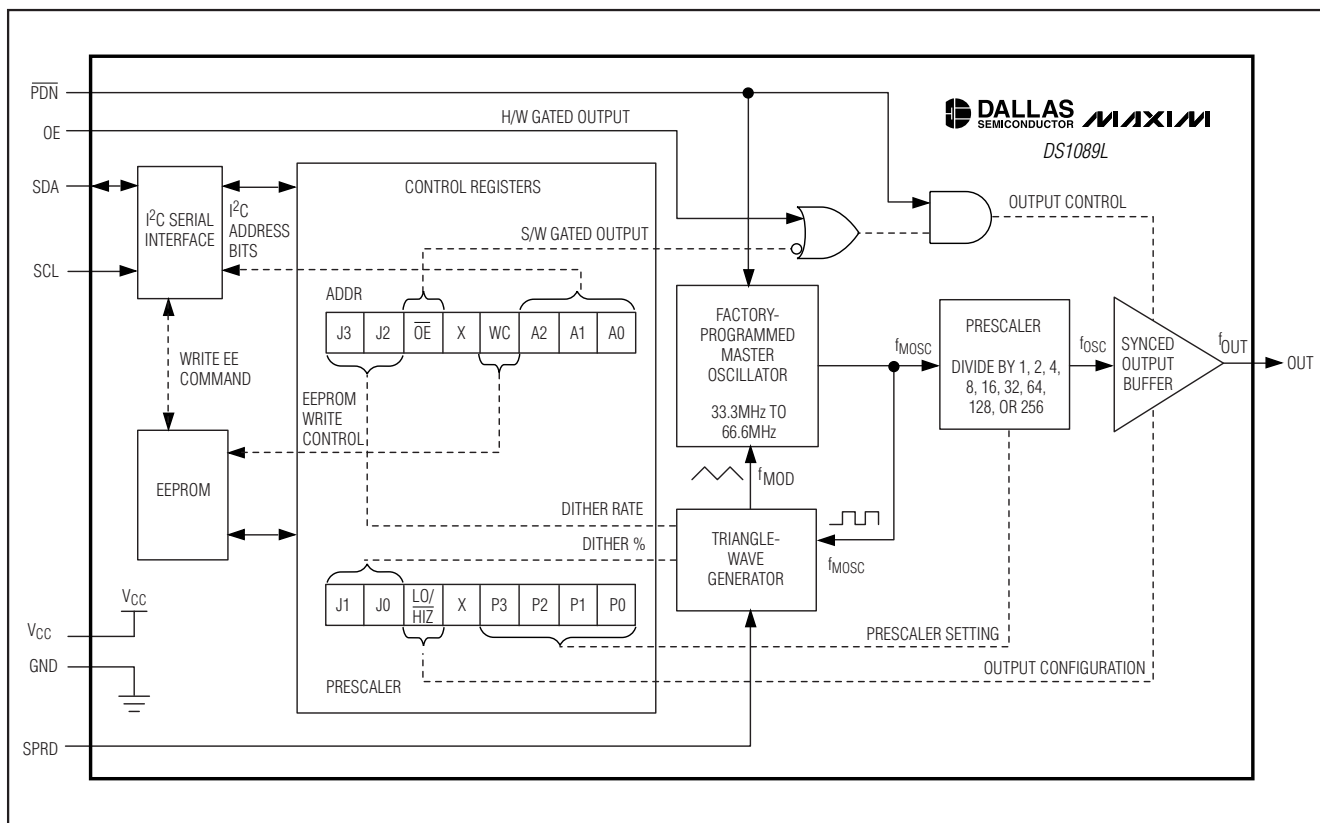 PDN
OE
SDA
SCL
VCC
VCC
GND
SPRD
H/W GATED OUTPUT
DALLAS
SEMICONDUCTOR
MAXIM
DS1089L
I2C SERIAL
INTERFACE
I2C
ADDRESS
BITS
CONTROL REGISTERS
S/W GATED OUTPUT
OUTPUT CONTROL
ADDR
J3 J2 OE X WC A2 A1 A0
WRITE EE
COMMAND
EEPROM
WRITE
CONTROL
EEPROM
FACTORY-
PROGRAMMED
MASTER
OSCILLATOR
33.3MHz TO
66.6MHz
fMOSC
PRESCALER
DIVIDE BY 1, 2, 4,
8, 16, 32, 64,
128, OR 256
fOSC
SYNCED
OUTPUT
BUFFER
fOUT
OUT
fMOD
DITHER RATE
DITHER %
TRIANGLE-
WAVE
GENERATOR
fMOSC
J1 J0 LO/
HIZ X P3 P2 P1 P0
PRESCALER SETTING
OUTPUT CONFIGURATION
PRESCALER